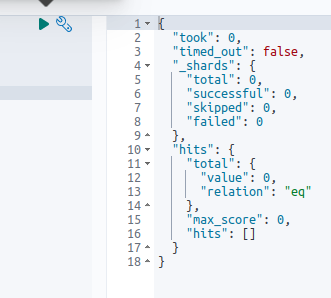 1 {
2 "took": 0,
3 "timed_out": false,
4 "_shards": {
5 "total": 0,
6 "successful": 0,
7 "skipped": 0,
8 "failed": 0
9 },
10 "hits": {
11 "total": {
12 "value": 0,
13 "relation": "eq"
14 },
15 "max_score": 0,
16 "hits": []
17 }
18 }